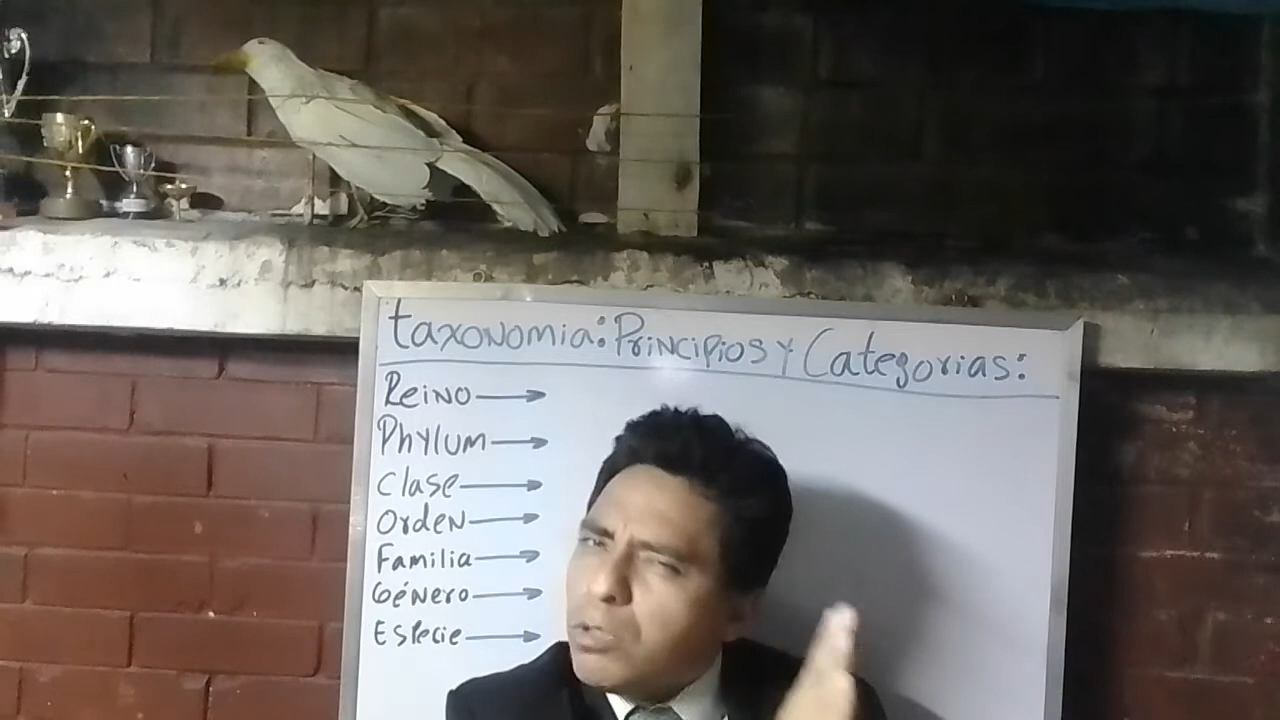 taxonomia: Principios y Categorias:
Reino →
Phylum →
Clase →
Orden →
Familia →
Género →
Especie →